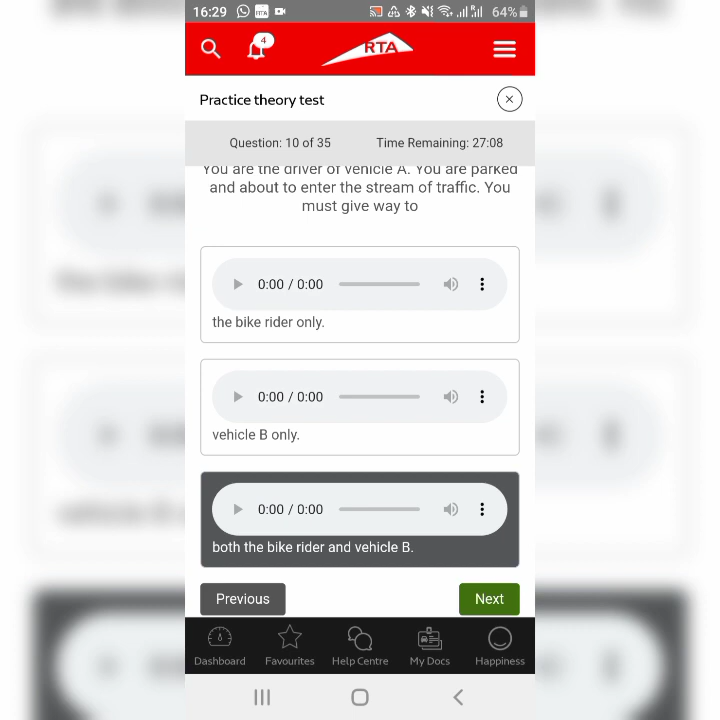 16:29
RTA
64%
4
RTA
Practice theory test
Question: 10 of 35
Time Remaining: 27:08
You are the driver of vehicle A. You are parked
and about to enter the stream of traffic. You
must give way to
0:00 / 0:00
the bike rider only.
0:00 / 0:00
vehicle B only.
0:00 / 0:00
both the bike rider and vehicle B.
Previous
Next
Dashboard
Favourites
Help Centre
My Docs
Happiness